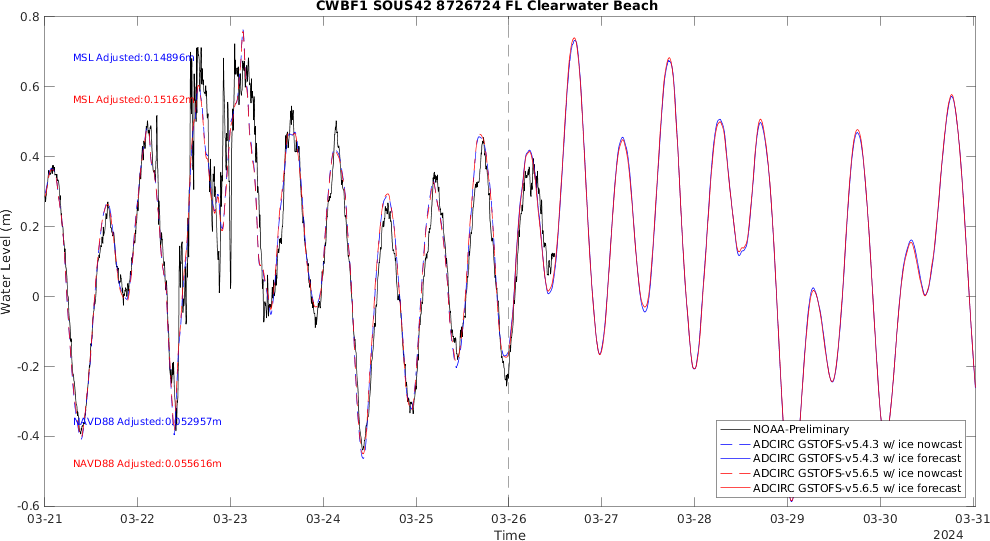 CWBF1 SOUS42 8726724 FL Clearwater Beach
0.8
0.6
0.4
0.2
0
-0.2
-0.4
-0.6
Water Level (m)
MSL Adjusted:0.14896m
MSL Adjusted:0.15162m
NAVD88 Adjusted:0.052957m
NAVD88 Adjusted:0.055616m
NOAA-Preliminary
ADCIRC GSTOFS-v5.4.3 w/ ice nowcast
ADCIRC GSTOFS-v5.4.3 w/ ice forecast
ADCIRC GSTOFS-v5.6.5 w/ ice nowcast
ADCIRC GSTOFS-v5.6.5 w/ ice forecast
03-21 03-22 03-23 03-24 03-25 03-26 03-27 03-28 03-29 03-30 03-31
Time
2024